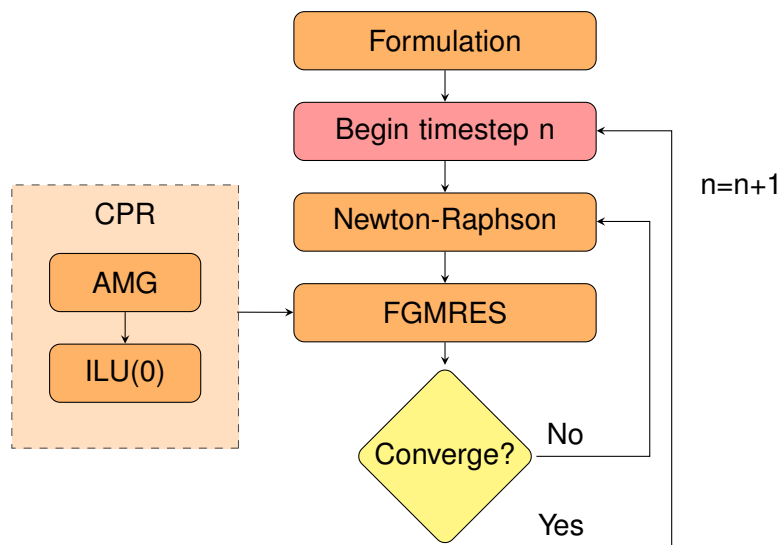 Formulation
Begin timestep n
n=n+1
CPR
Newton-Raphson
AMG
FGMRES
ILU(0)
Converge?
No
Yes